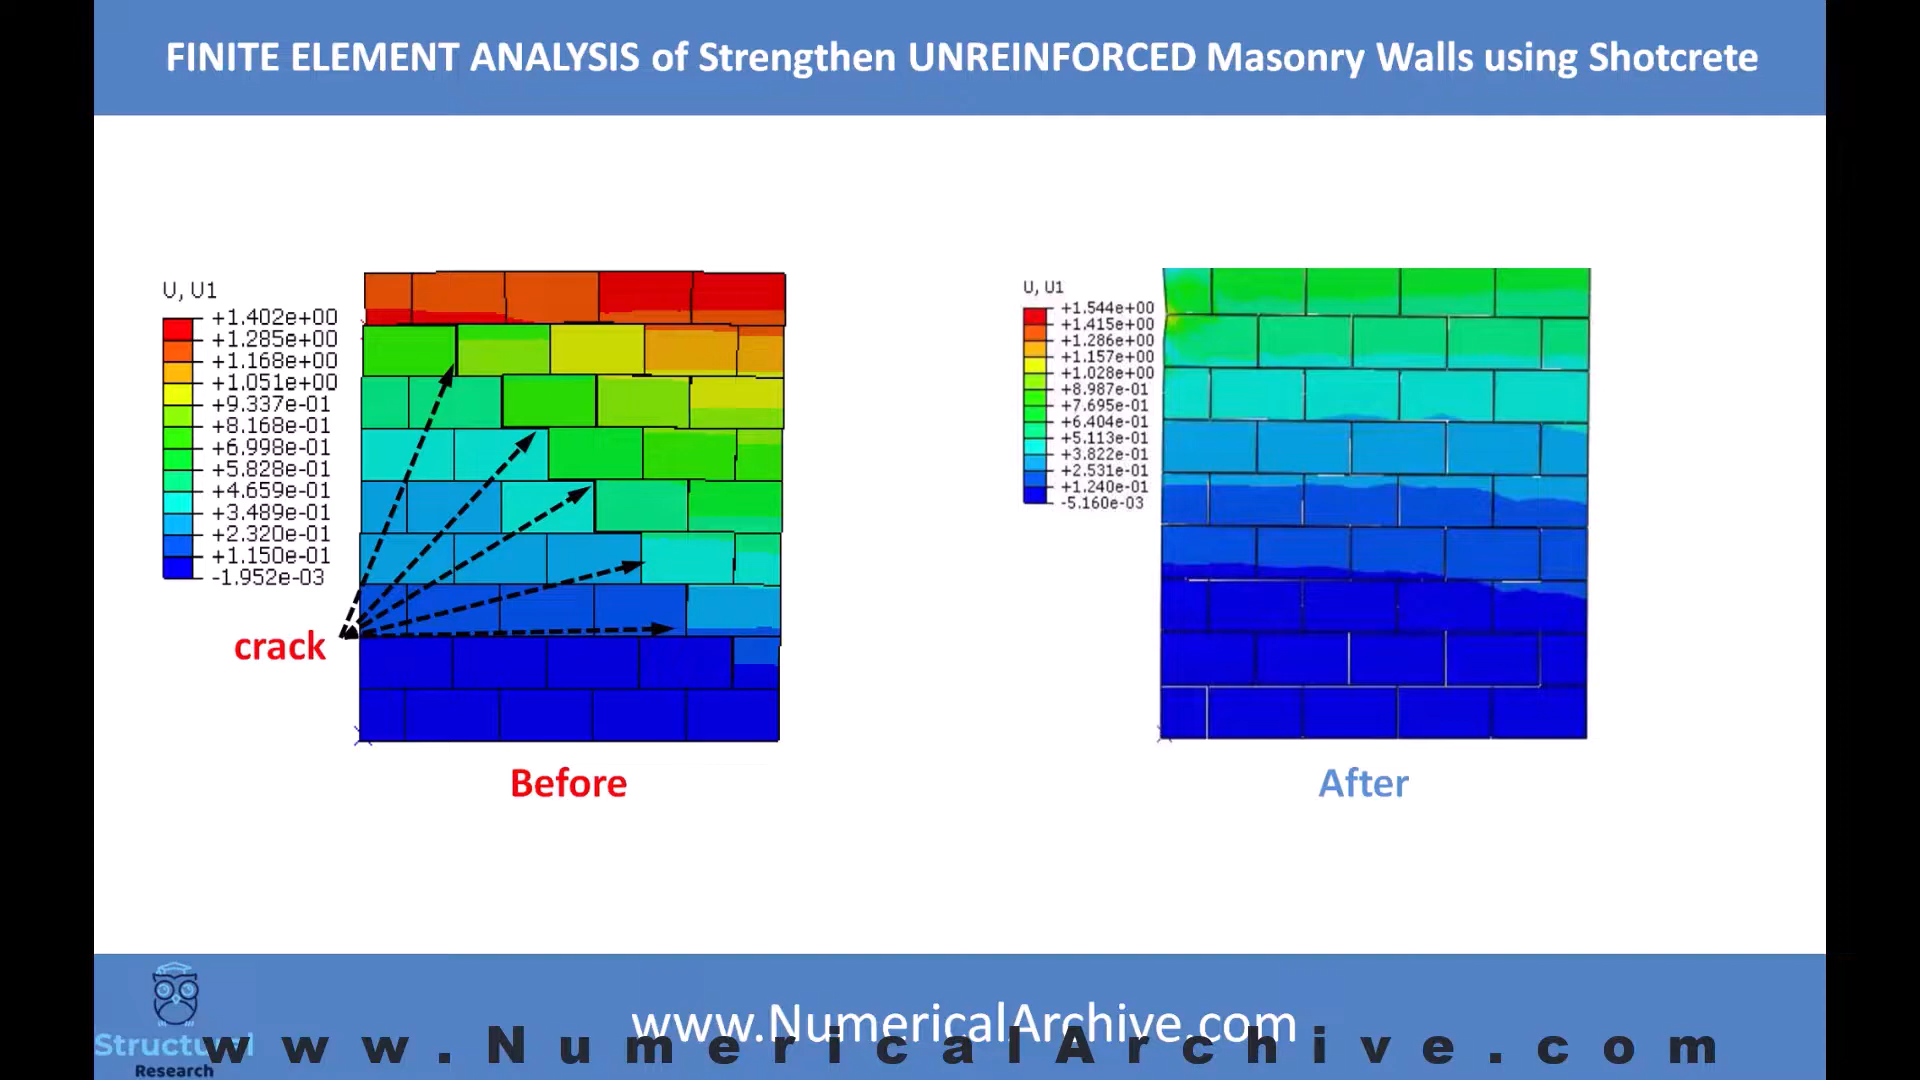 FINITE ELEMENT ANALYSIS of Strengthen UNREINFORCED Masonry Walls using Shotcrete
U, U1
+1.402e+00
+1.285e+00
+1.168e+00
+1.051e+00
+9.337e-01
+8.168e-01
+6.998e-01
+5.828e-01
+4.659e-01
+3.489e-01
+2.320e-01
+1.150e-01
-1.952e-03
crack
Before
U, U1
+1.544e+00
+1.415e+00
+1.286e+00
+1.157e+00
+1.028e+00
+8.987e-01
+7.695e-01
+6.404e-01
+5.113e-01
+3.822e-01
+2.531e-01
+1.240e-01
-5.160e-03
After
www.NumericalArchive.com
www.NumericalArchive.com
Structural
Research